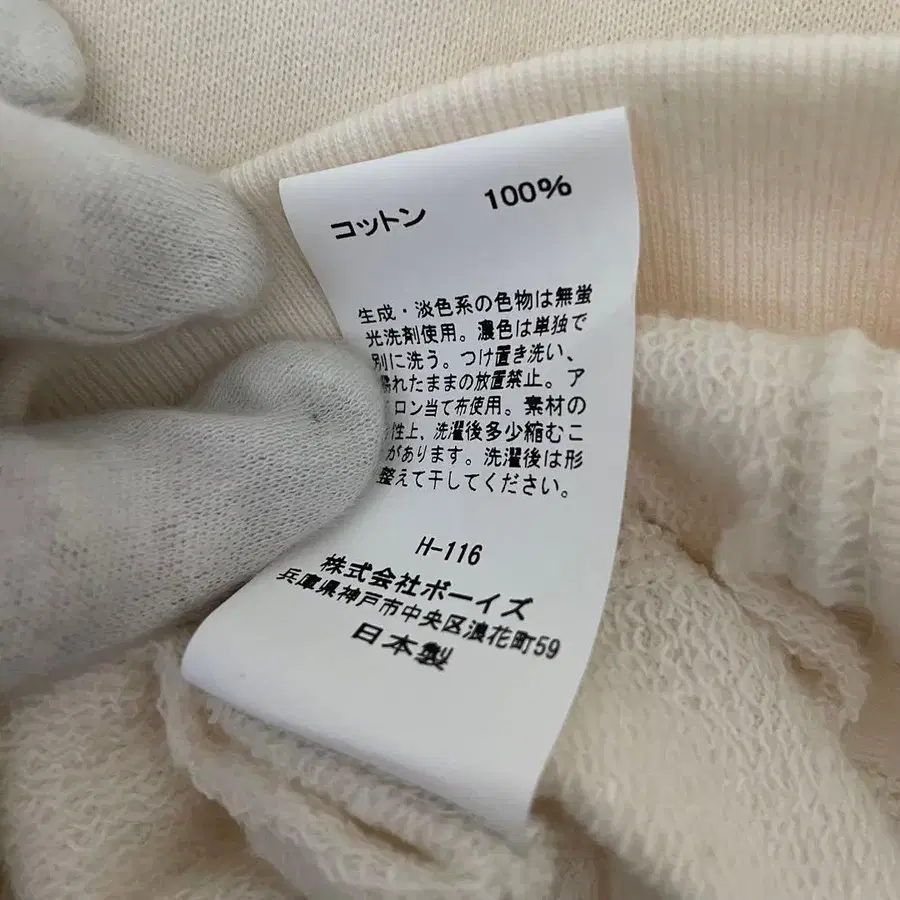 コットン 100%
生成・淡色系の色物は無蛍
光洗剤使用。濃色は単独で
別に洗う。つけ置き洗い、
濡れたままの放置禁止。ア
イロン当て布使用。素材の
性上、洗濯後多少縮むこ
があります。洗濯後は形
整えて干してください。
H-116
株式会社ボーイズ
兵庫県神戸市中央区浪花町59
日本製